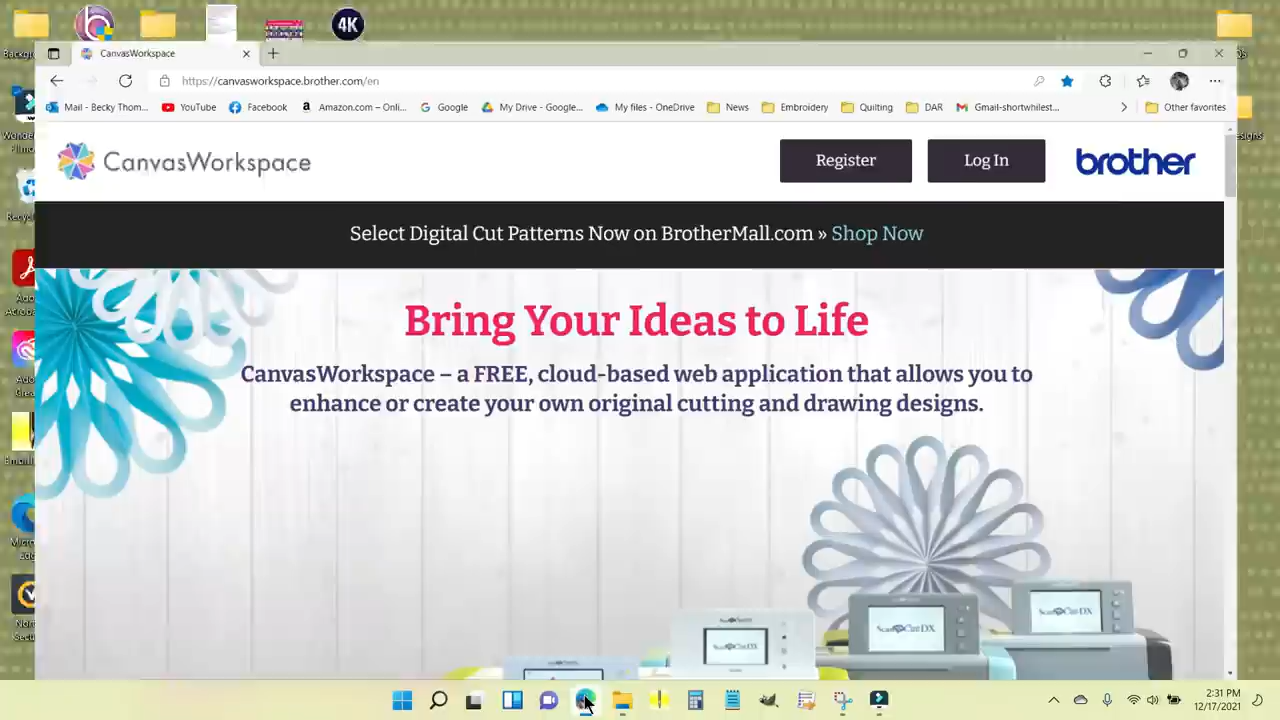 4K
CanvasWorkspace
https://canvasworkspace.brother.com/en
Mail - Becky Thom...
YouTube
Facebook
Amazon.com – Onli...
Google
My Drive - Google...
My files - OneDrive
News
Embroidery
Quilting
DAR
Gmail-shortwhilest...
Other favorites
CanvasWorkspace
Register
Log In
brother
Select Digital Cut Patterns Now on BrotherMall.com » Shop Now
Bring Your Ideas to Life
CanvasWorkspace – a FREE, cloud-based web application that allows you to
enhance or create your own original cutting and drawing designs.
ScanNCut DX
ScanNCut DX
ScanNCut DX
2:31 PM
12/17/2021